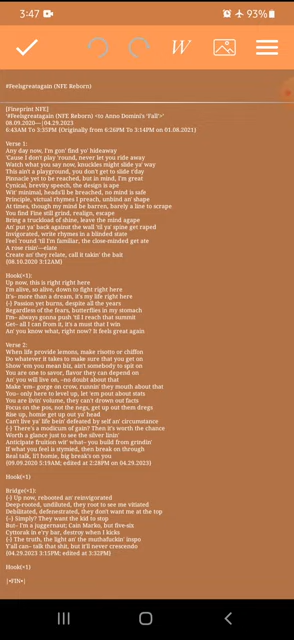 3:47
93%
W
#Feelsgreatagain (NFE Reborn)
[Fineprint NFE]
'#Feelsgreatagain (NFE Reborn) <to Anno Domini's 'Fall'>'
08.09.2020—|04.29.2023
6:43AM To 3:35PM {Originally from 6:26PM To 3:14PM on 01.08.2021}
Verse 1:
Any day now, I'm gon' find yo' hideaway
'Cause I don't play 'round, never let you ride away
Watch what you say now, knuckles might slide ya' way
This ain't a playground, you don't get to slide t'day
Pinnacle yet to be reached, but in mind, I'm great
Cynical, brevity speech, the design is ape
Wit' minimal, heads'll be breached, no mind is safe
Principle, virtual rhymes I preach, unbind an' shape
At times, though my mind be barren, barely a line to scrape
You find Fine still grind, realign, escape
Bring a truckload of shine, leave the mind agape
An' put ya' back against the wall 'til ya' spine get raped
Invigorated, write rhymes in a blinded state
Feel 'round 'til I'm familiar, the close-minded get ate
A rose risin'—elate
Create an' they relate, call it takin' the bait
{08.10.2020 3:12AM}
Hook(×1):
Up now, this is right right here
I'm alive, so alive, down to fight right here
It's– more than a dream, it's my life right here
{-} Passion yet burns, despite all the years
Regardless of the fears, butterflies in my stomach
I'm– always gonna push 'til I reach that summit
Get– all I can from it, it's a must that I win
An' you know what, right now? It feels great again
Verse 2:
When life provide lemons, make risotto or chiffon
Do whatever it takes to make sure that you get on
Show 'em you mean biz, ain't somebody to spit on
You are one to savor, flavor they can depend on
An' you will live on, –no doubt about that
Make 'em– gorge on crow, running they mouth about that
You– only here to level up, let 'em pout about stats
You are livin' volume, they can't drown out facts
Focus on the pos, not the negs, get up out them dregs
Rise up, home get up out ya' head
Can't live ya' life bein' defeated by self an' circumstance
{-} There's a modicum of gain? Then it's worth the chance
Worth a glance just to see the silver linin'
Anticipate fruition wit' what–you build from grindin'
If what you feel is stymied, then break on through
Real talk, li'l homie, big break's on you
{09.09.2020 5:19AM; edited at 2:28PM on 04.29.2023}
Hook(×1)
Bridge(×1):
{-} Up now, rebooted an' reinvigorated
Deep-rooted, undiluted, they root to see me vitiated
Debilitated, defenestrated, they don't want me at the top
{–} Simply? They want the kid to stop
But– I'm a juggernaut; Cain Marko, but five-six
Cyttorak in e'ry bar, destroy when I kicks
{-} The truth, the light an' the muthafuckin' inspo
Y'all can– talk that shit, but it'll never crescendo
{04.29.2023 3:15PM; edited at 3:32PM}
Hook(×1)
|•FIN•|